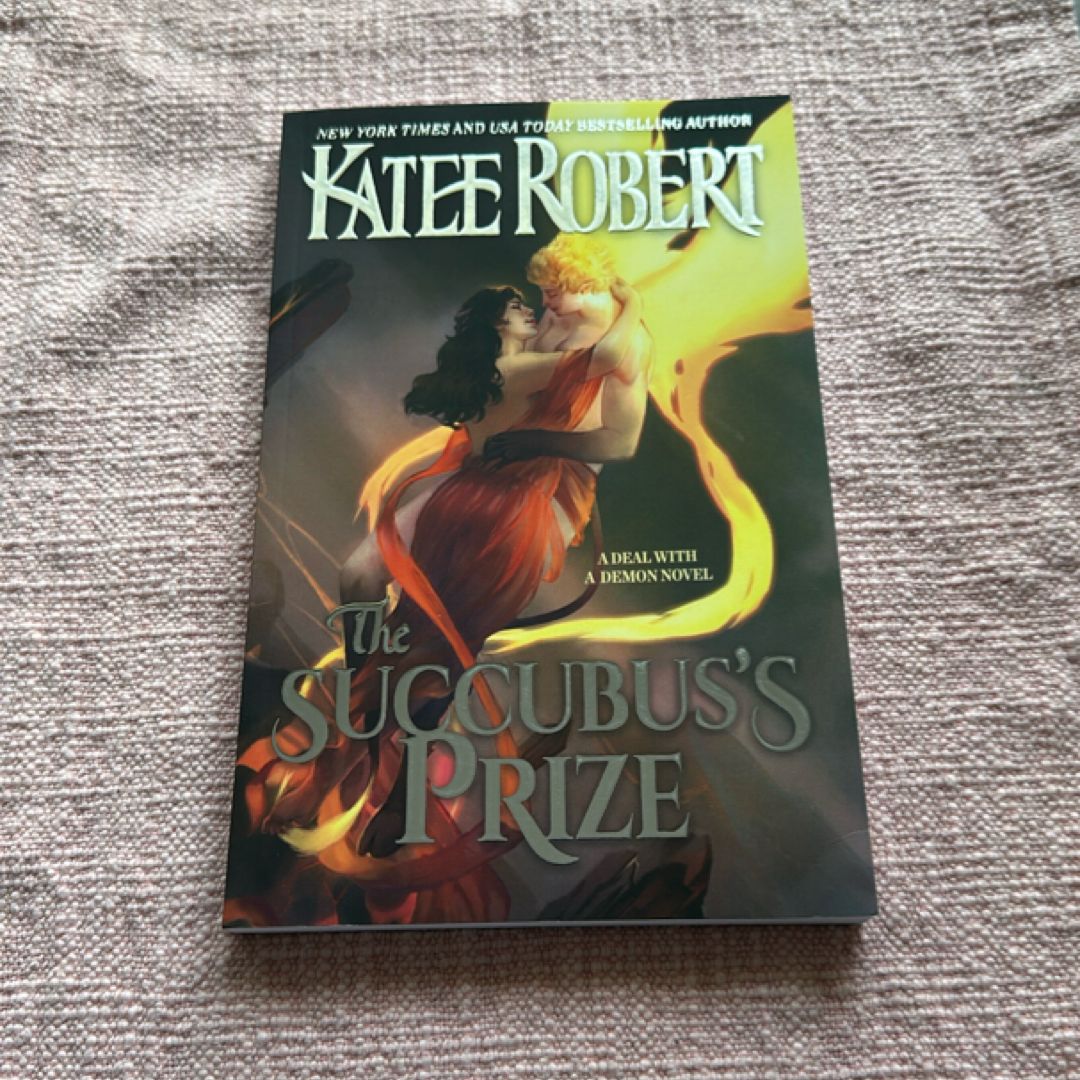 NEW YORK TIMES AND USA TODAY BESTSELLING AUTHOR
KATEE ROBERT
A DEAL WITH
A DEMON NOVEL
The
SUCCUBUS'S
PRIZE